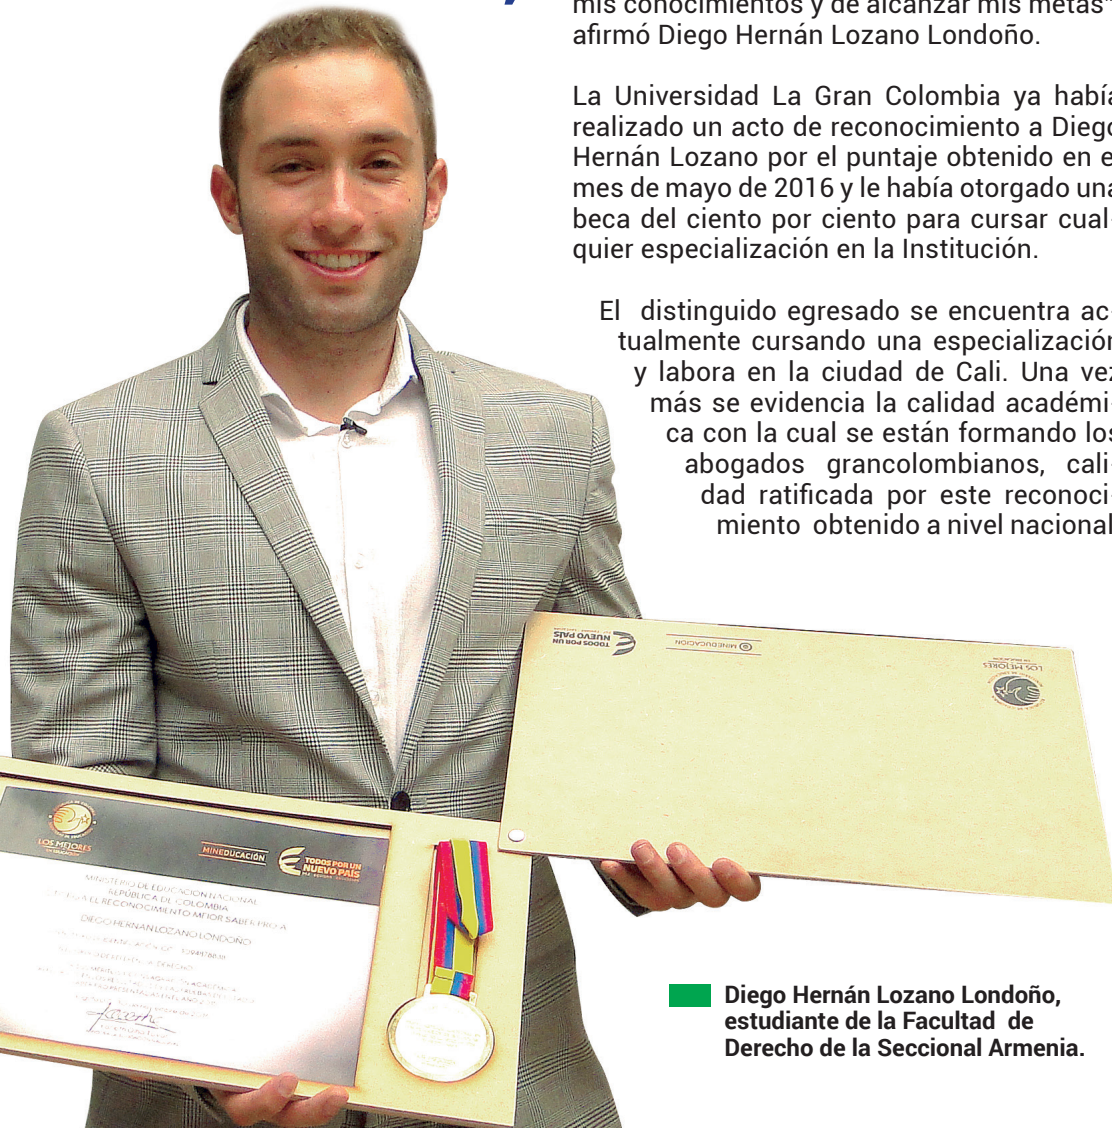 mis conocimientos y de alcanzar mis metas"
afirmó Diego Hernán Lozano Londoño.
La Universidad La Gran Colombia ya había
realizado un acto de reconocimiento a Diego
Hernán Lozano por el puntaje obtenido en e
mes de mayo de 2016 y le había otorgado una
beca del ciento por ciento para cursar cual-
quier especialización en la Institución.
El distinguido egresado se encuentra ac-
tualmente cursando una especialización
y labora en la ciudad de Cali. Una vez
más se evidencia la calidad académi-
ca con la cual se están formando los
abogados grancolombianos, cali-
dad ratificada por este reconoci-
miento obtenido a nivel nacional
TODOS POR UN
NUEVO PAÍS
MINEDUCACIÓN
LOS MEJORES
EN EDUCACIÓN
LOS MEJORES
EN EDUCACIÓN
MINEDUCACIÓN
TODOS POR UN
NUEVO PAÍS
PAZ EQUIDAD EDUCACIÓN
MINISTERIO DE EDUCACIÓN NACIONAL
REPÚBLICA DE COLOMBIA
EL RECONOCIMIENTO MEJOR SABER PRO A
DIEGO HERNAN LOZANO LONDOÑO
Diego Hernán Lozano Londoño,
estudiante de la Facultad de
Derecho de la Seccional Armenia.